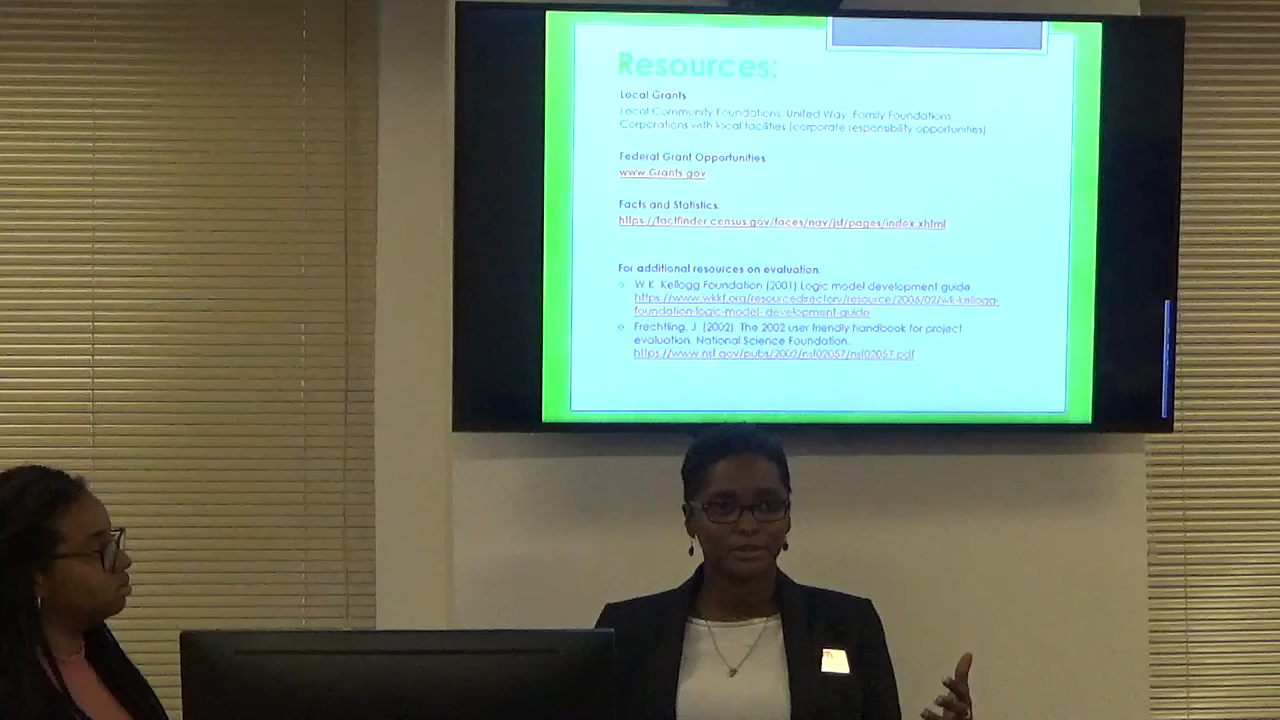 Resources:
Local Grants
Local Community Foundations, United Way, Family Foundations,
Corporations with local facilities (corporate responsibility opportunities)
Federal Grant Opportunities
www.Grants.gov
Facts and Statistics
https://factfinder.census.gov/faces/nav/jsf/pages/index.xhtml
For additional resources on evaluation:
W.K. Kellogg Foundation (2001) Logic model development guide
https://www.wkkf.org/resourcedirectory/resource/2006/02/wk-kellogg-
foundation-logic-model- development-guide
Frechtling, J. (2002). The 2002 user friendly handbook for project
evaluation. National Science Foundation.
https://www.nsf.gov/pubs/2002/nsf02057/nsf02057.pdf